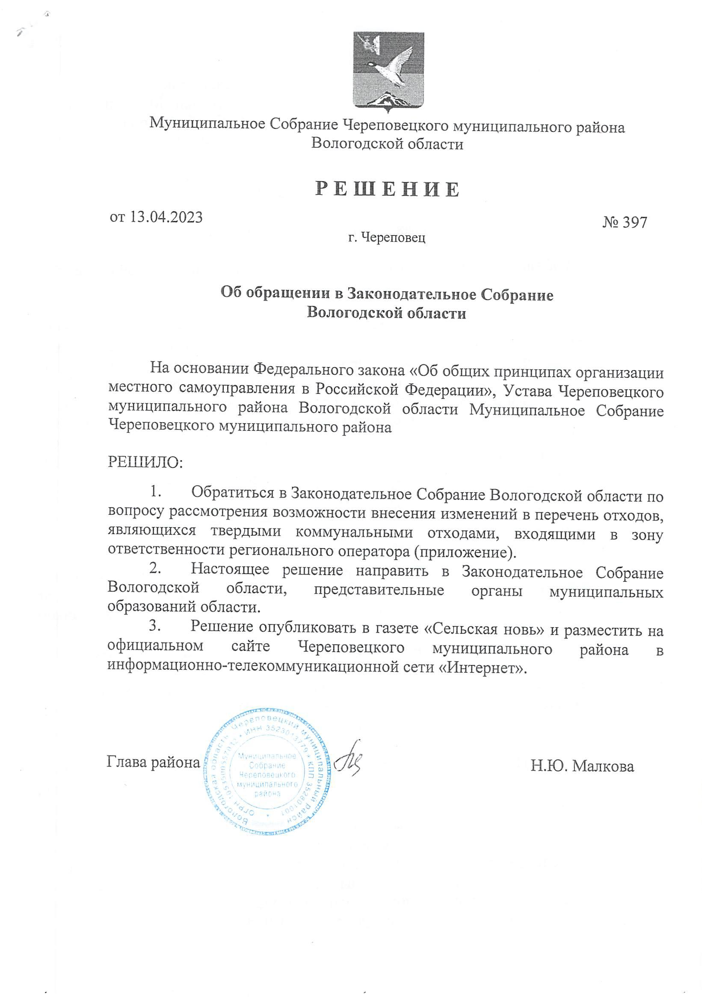 Муниципальное Собрание Череповецкого муниципального района
Вологодской области
Р Е Ш Е Н И Е
от 13.04.2023
№ 397
г. Череповец
Об обращении в Законодательное Собрание
Вологодской области
На основании Федерального закона «Об общих принципах организации
местного самоуправления в Российской Федерации», Устава Череповецкого
муниципального района Вологодской области Муниципальное Собрание
Череповецкого муниципального района
РЕШИЛО:
1. Обратиться в Законодательное Собрание Вологодской области по
вопросу рассмотрения возможности внесения изменений в перечень отходов,
являющихся твердыми коммунальными отходами, входящими в зону
ответственности регионального оператора (приложение).
2. Настоящее решение направить в Законодательное Собрание
Вологодской области, представительные органы муниципальных
образований области.
3. Решение опубликовать в газете «Сельская новь» и разместить на
официальном сайте Череповецкого муниципального района в
информационно-телекоммуникационной сети «Интернет».
Глава района
Н.Ю. Малкова
Вологодская область Череповецкий муниципальный район
ОГРН • ИНН 3523013779 • КПП 352801001
Муниципальное
Собрание
Череповецкого
муниципального
района